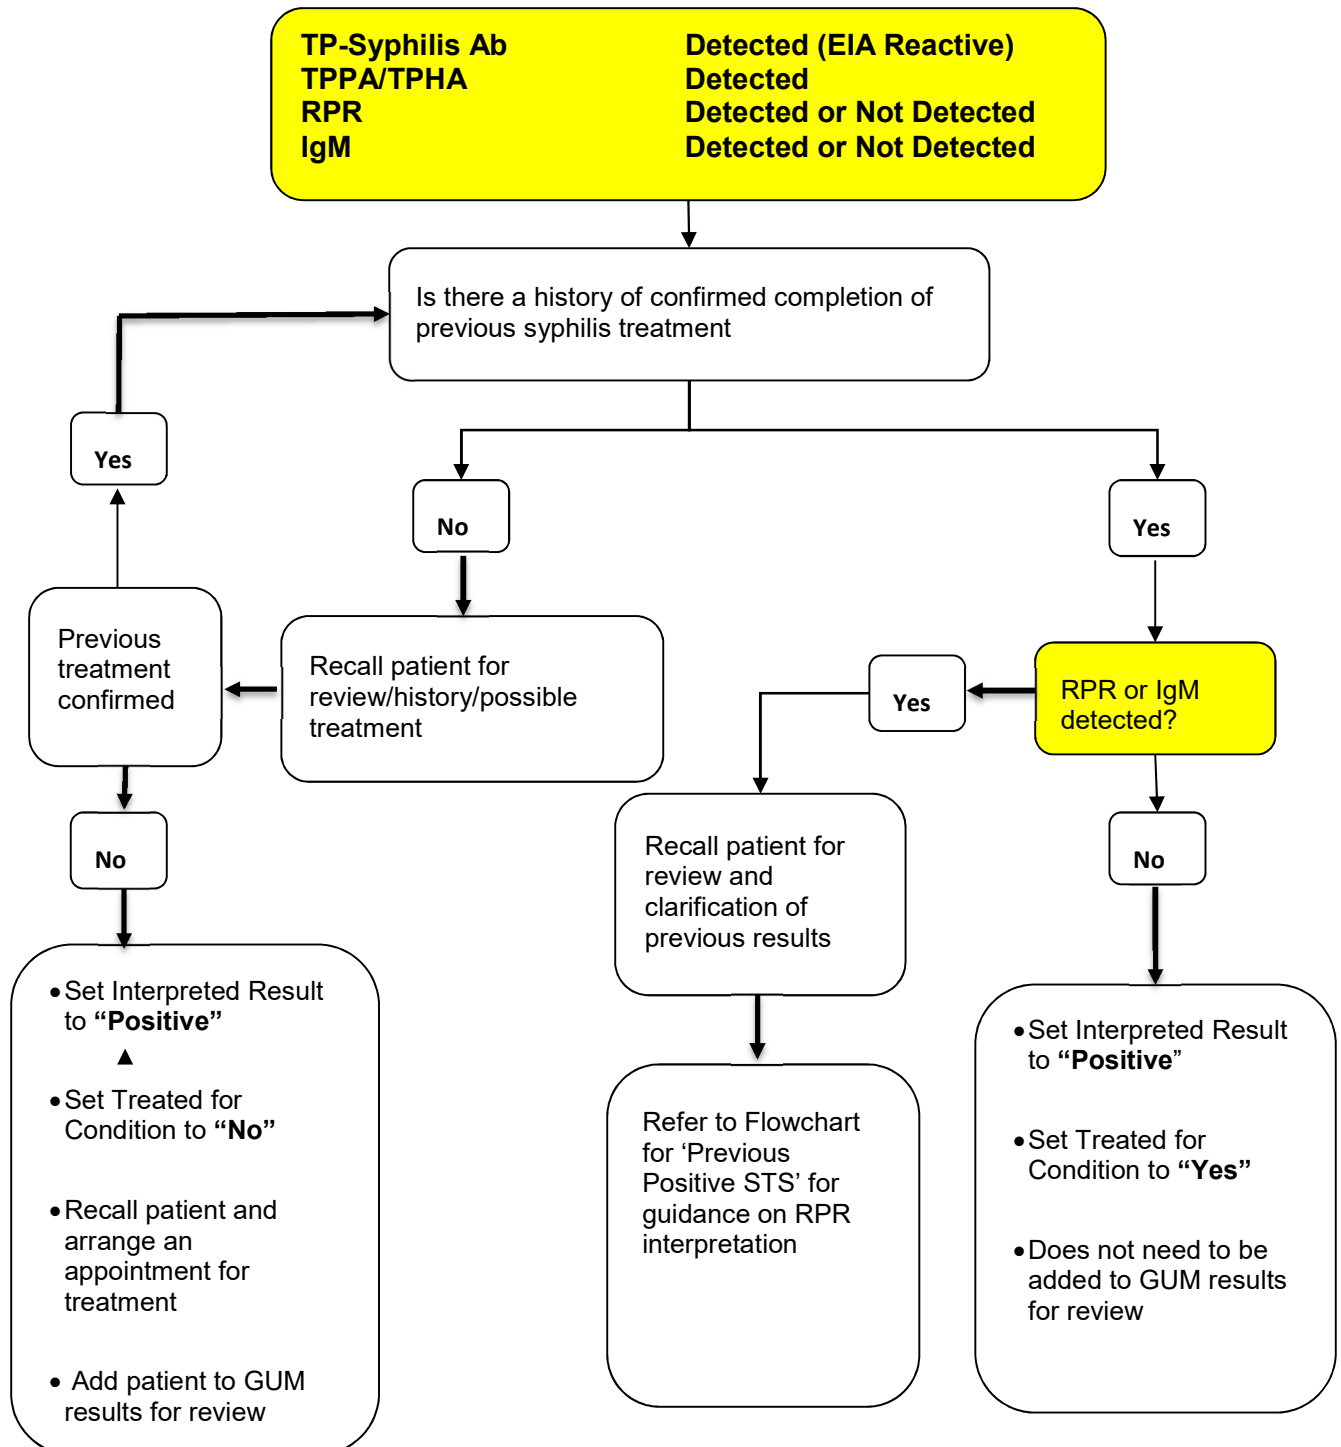 TP-Syphilis Ab Detected (EIA Reactive)
TPPA/TPHA Detected
RPR Detected or Not Detected
IgM Detected or Not Detected
Is there a history of confirmed completion of
previous syphilis treatment
Yes
No
Yes
Previous
treatment
confirmed
Recall patient for
review/history/possible
treatment
Yes
RPR or IgM
detected?
No
Recall patient for
review and
clarification of
previous results
No
•Set Interpreted Result
to “Positive”
•Set Treated for
Condition to “No”
•Recall patient and
arrange an
appointment for
treatment
• Add patient to GUM
results for review
Refer to Flowchart
for ‘Previous
Positive STS’ for
guidance on RPR
interpretation
•Set Interpreted Result
to “Positive”
•Set Treated for
Condition to “Yes”
•Does not need to be
added to GUM results
for review